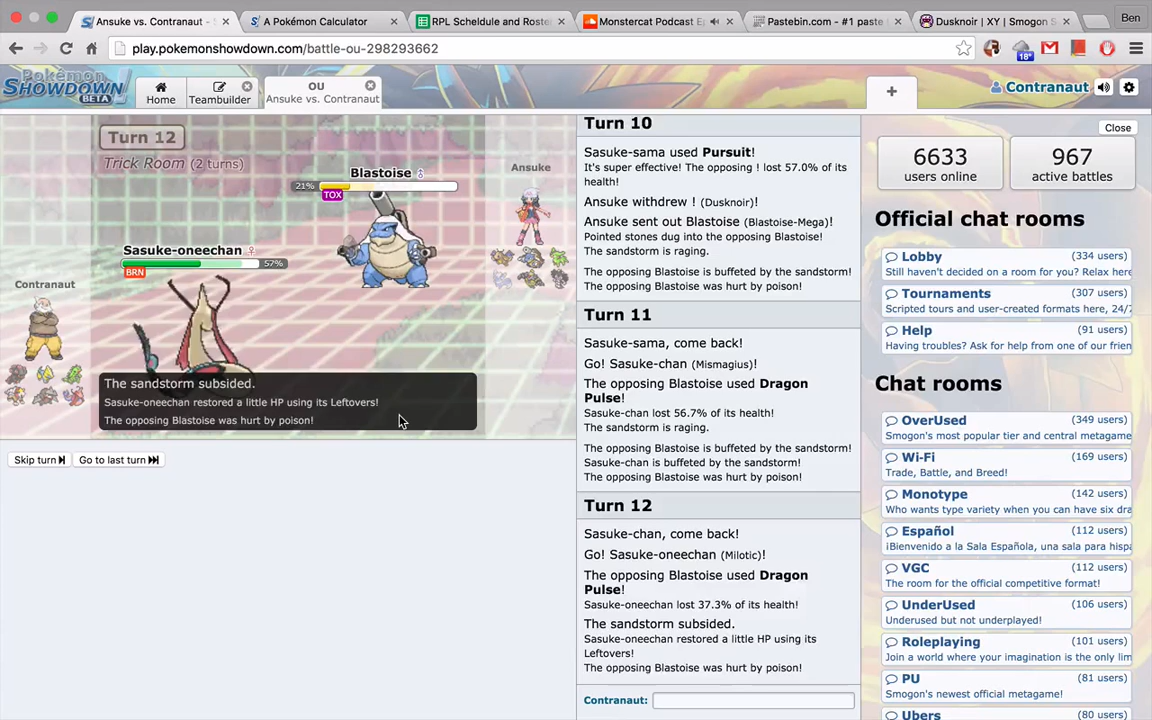 Ansuke vs. Contranaut - S
A Pokémon Calculator
RPL Scheldule and Roster
Monstercat Podcast Ep
Pastebin.com - #1 paste
Dusknoir | XY | Smogon S
Ben
play.pokemonshowdown.com/battle-ou-298293662
18°
Pokémon
SHOWDOWN!
BETA
Home
Teambuilder
OU
Ansuke vs. Contranaut
+
Contranaut
Turn 12
Trick Room (2 turns)
Blastoise
21%
TOX
Ansuke
Sasuke-oneechan
57%
BRN
Contranaut
The sandstorm subsided.
Sasuke-oneechan restored a little HP using its Leftovers!
The opposing Blastoise was hurt by poison!
Skip turn
Go to last turn
Turn 10
Sasuke-sama used Pursuit!
It's super effective! The opposing ! lost 57.0% of its
health!
Ansuke withdrew ! (Dusknoir)!
Ansuke sent out Blastoise (Blastoise-Mega)!
Pointed stones dug into the opposing Blastoise!
The sandstorm is raging.
The opposing Blastoise is buffeted by the sandstorm!
The opposing Blastoise was hurt by poison!
Turn 11
Sasuke-sama, come back!
Go! Sasuke-chan (Mismagius)!
The opposing Blastoise used Dragon
Pulse!
Sasuke-chan lost 56.7% of its health!
The sandstorm is raging.
The opposing Blastoise is buffeted by the sandstorm!
Sasuke-chan is buffeted by the sandstorm!
The opposing Blastoise was hurt by poison!
Turn 12
Sasuke-chan, come back!
Go! Sasuke-oneechan (Milotic)!
The opposing Blastoise used Dragon
Pulse!
Sasuke-oneechan lost 37.3% of its health!
The sandstorm subsided.
Sasuke-oneechan restored a little HP using its
Leftovers!
The opposing Blastoise was hurt by poison!
Contranaut:
Close
6633
users online
967
active battles
Official chat rooms
Lobby (334 users)
Still haven't decided on a room for you? Relax here
Tournaments (307 users)
Scripted tours and user-created formats here, 24/7
Help (91 users)
Having troubles? Ask for help from one of our frien
Chat rooms
OverUsed (349 users)
Smogon's most popular tier and central metagame
Wi-Fi (169 users)
Trade, Battle, and Breed!
Monotype (142 users)
Who wants type variety when you can have six dra
Español (112 users)
¡Bienvenido a la Sala Española, una sala para hispa
VGC (112 users)
The room for the official competitive format!
UnderUsed (106 users)
Underused but not underplayed!
Roleplaying (101 users)
Join a world where your imagination is the only lim
PU (81 users)
Smogon's newest official metagame!
Ubers (80 users)